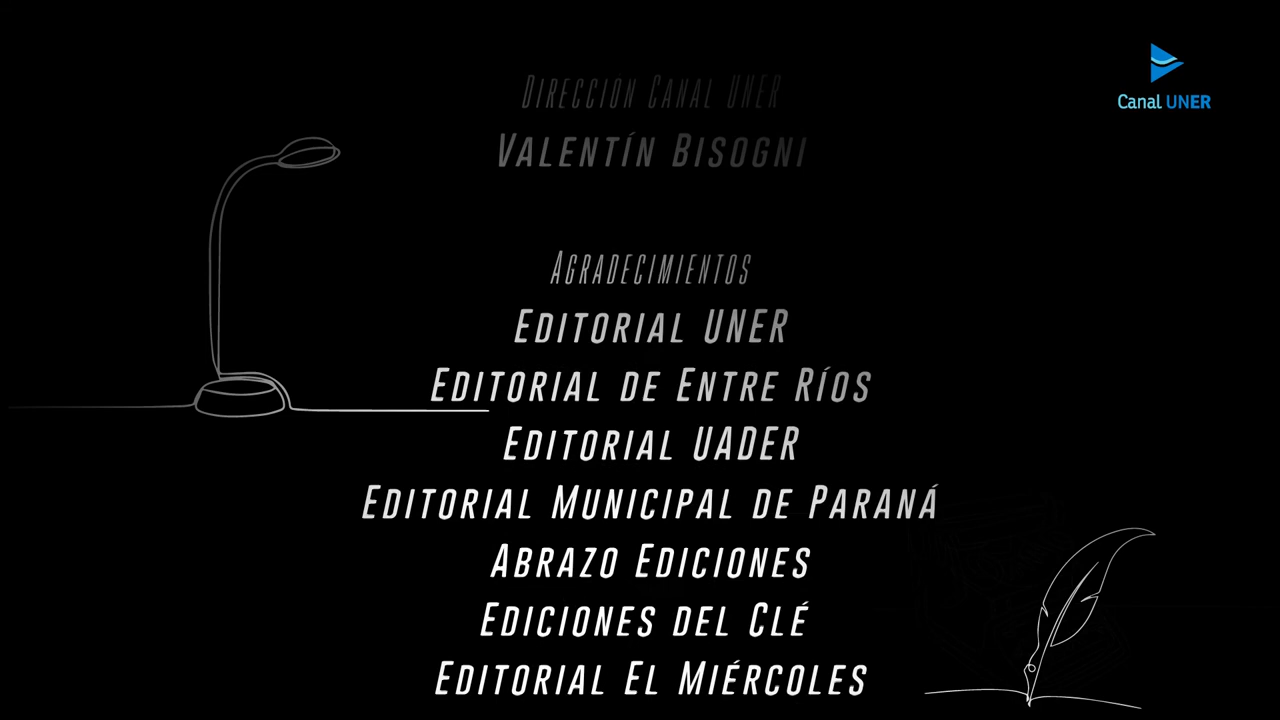 Canal UNER
Dirección Canal UNER
Valentín Bisogni
Agradecimientos
Editorial UNER
Editorial de Entre Ríos
Editorial UADER
Editorial Municipal de Paraná
Abrazo Ediciones
Ediciones del Clé
Editorial El Miércoles